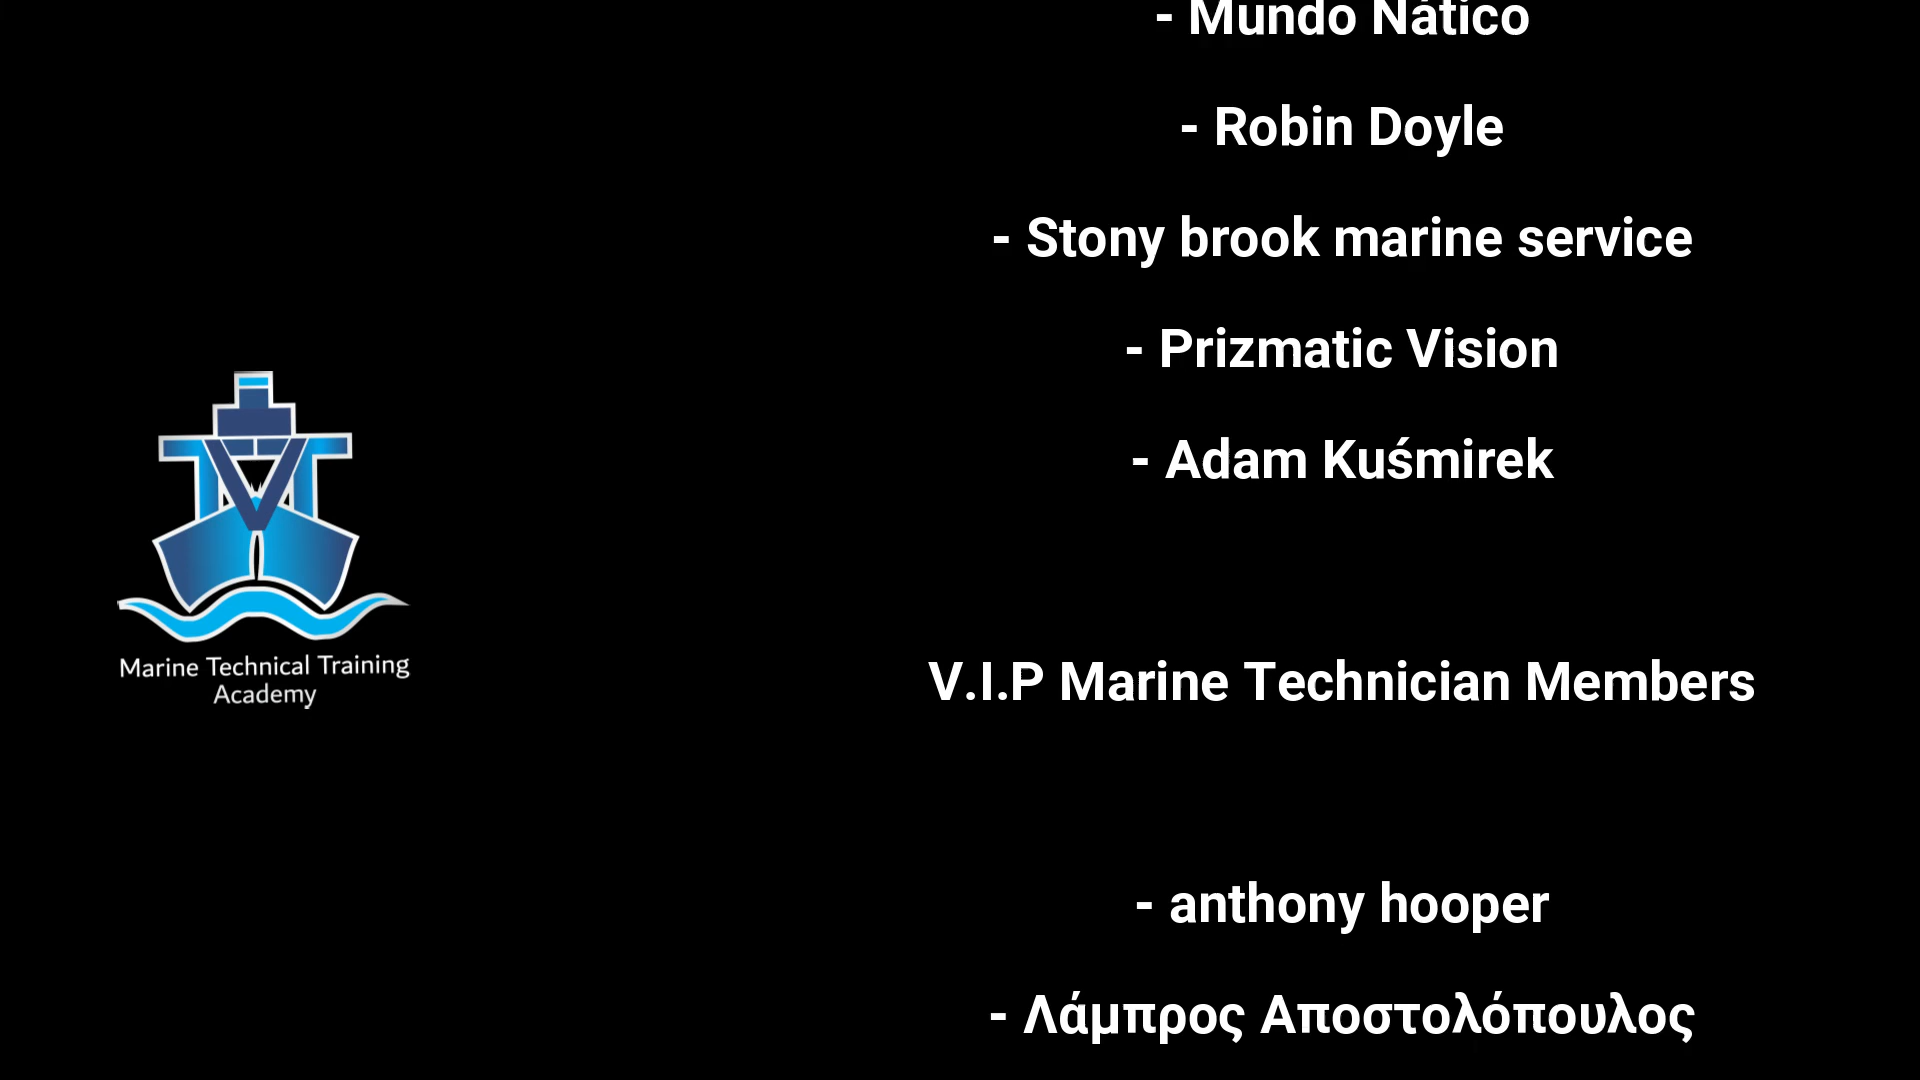 - Mundo Nático
- Robin Doyle
- Stony brook marine service
- Prizmatic Vision
- Adam Kuśmirek
Marine Technical Training
Academy
V.I.P Marine Technician Members
- anthony hooper
- Λάμπρος Αποστολόπουλος